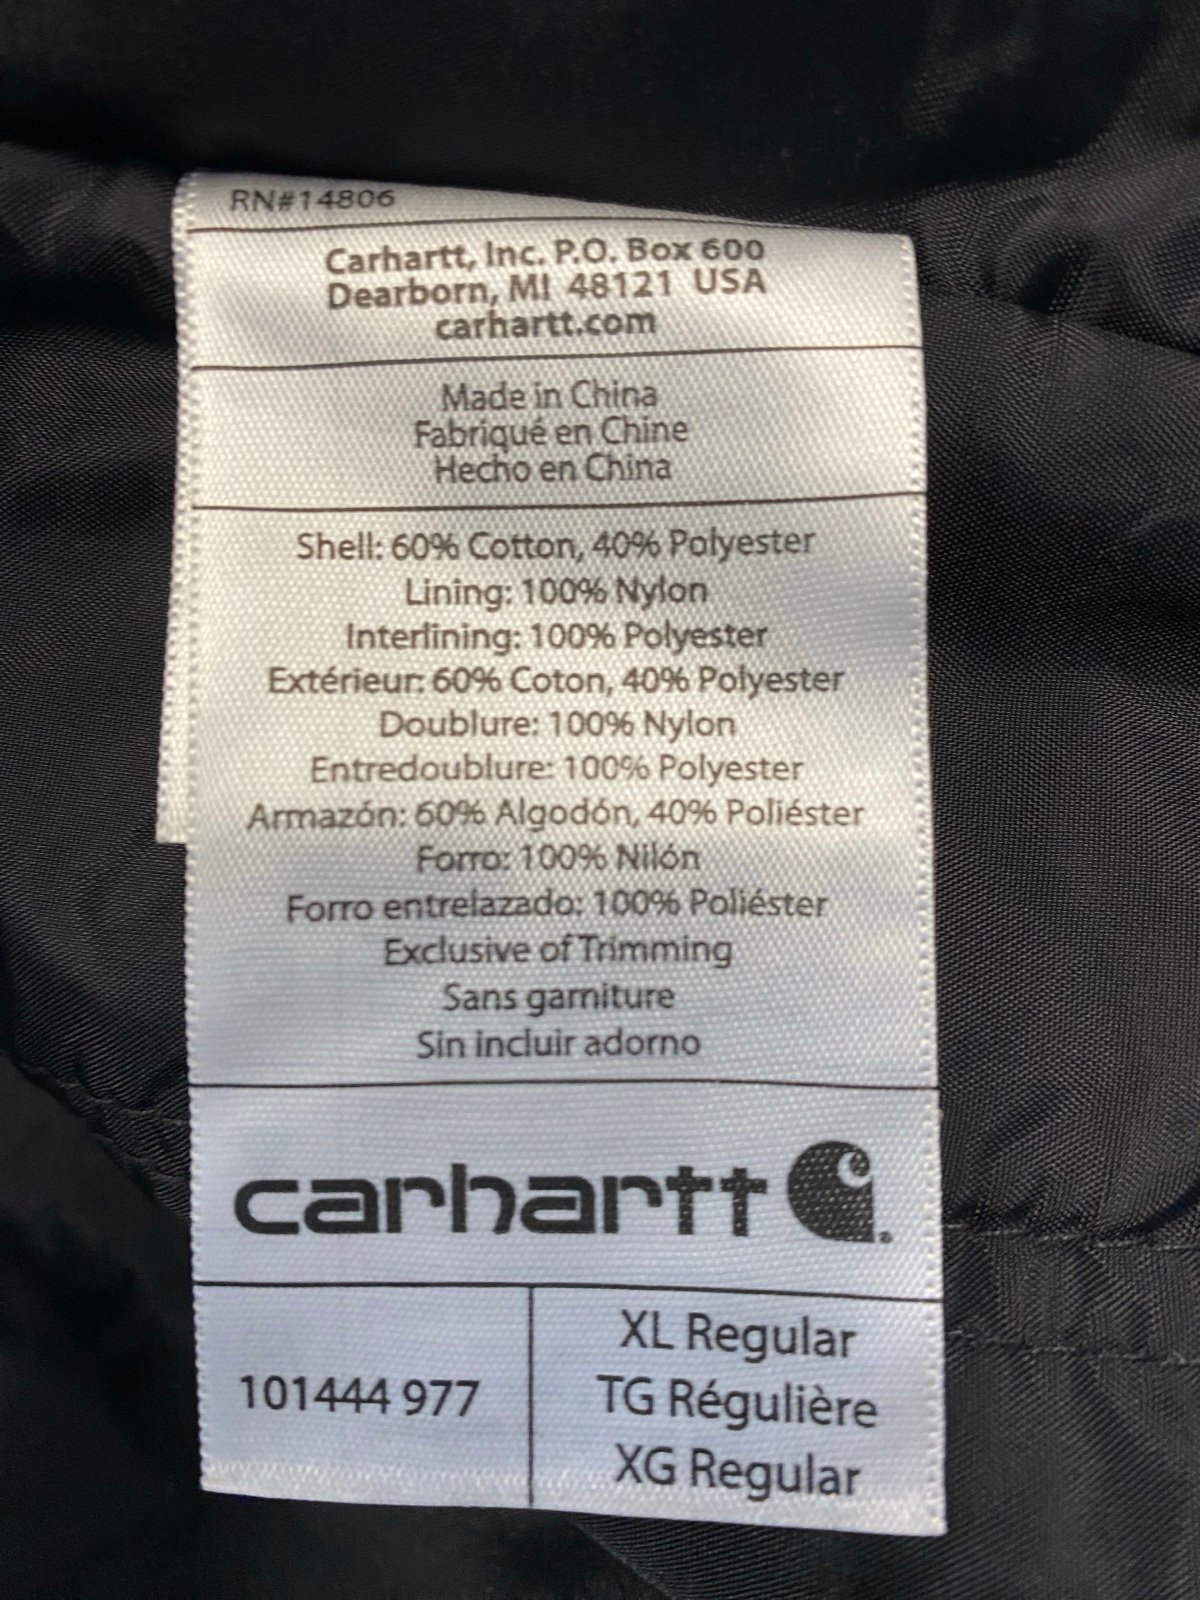 RN#14806
Carhartt, Inc. P.O. Box 600
Dearborn, MI 48121 USA
carhartt.com
Made in China
Fabriqué en Chine
Hecho en China
Shell: 60% Cotton, 40% Polyester
Lining: 100% Nylon
Interlining: 100% Polyester
Extérieur: 60% Coton, 40% Polyester
Doublure: 100% Nylon
Entredoublure: 100% Polyester
Armazón: 60% Algodón, 40% Poliéster
Forro: 100% Nilón
Forro entrelazado: 100% Poliéster
Exclusive of Trimming
Sans garniture
Sin incluir adorno
carhartt
101444 977
XL Regular
TG Régulière
XG Regular